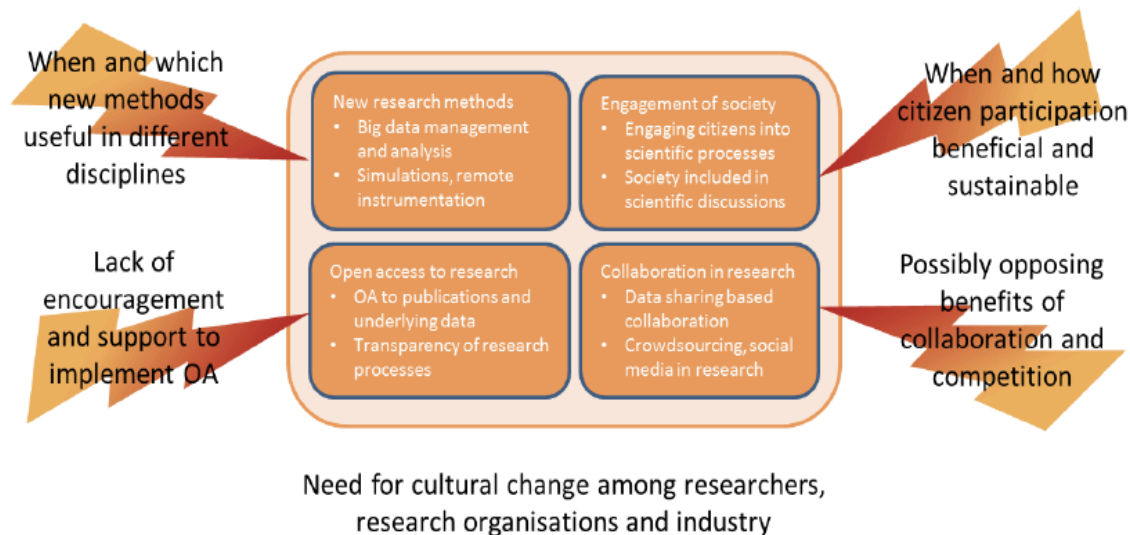 When and which
new methods
useful in different
disciplines
New research methods
• Big data management
and analysis
• Simulations, remote
instrumentation
Engagement of society
• Engaging citizens into
scientific processes
• Society included in
scientific discussions
When and how
citizen participation
beneficial and
sustainable
Lack of
encouragement
and support to
implement OA
Open access to research
• OA to publications and
underlying data
• Transparency of research
processes
Collaboration in research
• Data sharing based
collaboration
• Crowdsourcing, social
media in research
Possibly opposing
benefits of
collaboration and
competition
Need for cultural change among researchers,
research organisations and industry